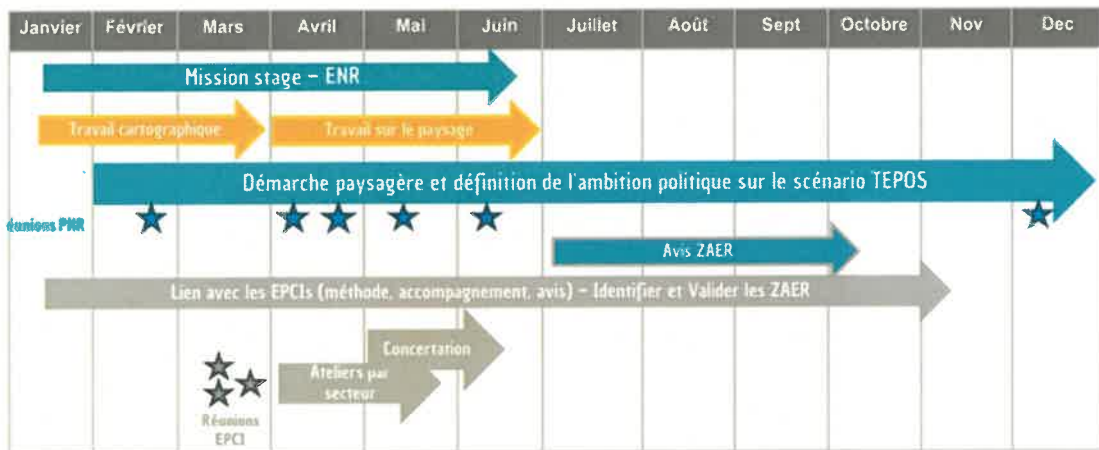 Janvier Février Mars Avril Mai Juin Juillet Août Sept Octobre Nov Dec
Mission stage – ENR
Travail cartographique Travail sur le paysage
Démarche paysagère et définition de l'ambition politique sur le scénario TEPOS
éunions PNR
Avis ZAER
Lien avec les EPCIs (méthode, accompagnement, avis) – Identifier et Valider les ZAER
Concertation
Ateliers par
secteur
Réunions
EPCI